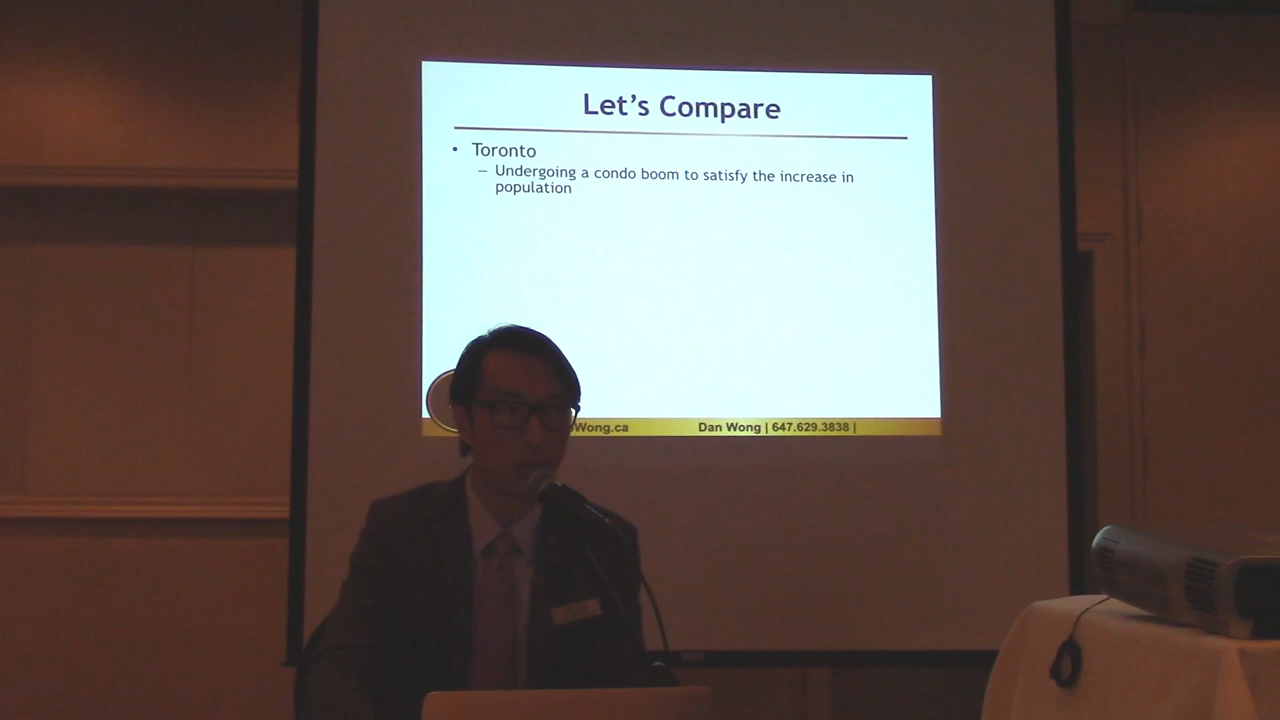 Let's Compare
• Toronto
– Undergoing a condo boom to satisfy the increase in
population
Wong.ca Dan Wong | 647.629.3838 |